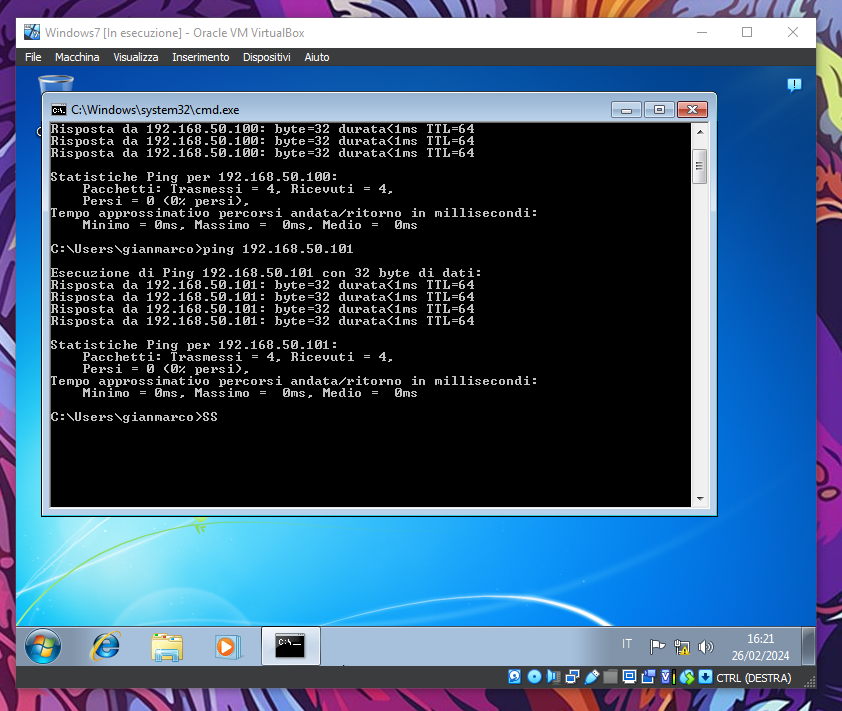 Windows7 [In esecuzione] - Oracle VM VirtualBox
File Macchina Visualizza Inserimento Dispositivi Aiuto
C:\Windows\system32\cmd.exe
Risposta da 192.168.50.100: byte=32 durata<1ms TTL=64
Risposta da 192.168.50.100: byte=32 durata<1ms TTL=64
Risposta da 192.168.50.100: byte=32 durata<1ms TTL=64
Statistiche Ping per 192.168.50.100:
Pacchetti: Trasmessi = 4, Ricevuti = 4,
Persi = 0 (0% persi),
Tempo approssimativo percorsi andata/ritorno in millisecondi:
Minimo = 0ms, Massimo = 0ms, Medio = 0ms
C:\Users\gianmarco>ping 192.168.50.101
Esecuzione di Ping 192.168.50.101 con 32 byte di dati:
Risposta da 192.168.50.101: byte=32 durata<1ms TTL=64
Risposta da 192.168.50.101: byte=32 durata<1ms TTL=64
Risposta da 192.168.50.101: byte=32 durata<1ms TTL=64
Risposta da 192.168.50.101: byte=32 durata<1ms TTL=64
Statistiche Ping per 192.168.50.101:
Pacchetti: Trasmessi = 4, Ricevuti = 4,
Persi = 0 (0% persi),
Tempo approssimativo percorsi andata/ritorno in millisecondi:
Minimo = 0ms, Massimo = 0ms, Medio = 0ms
C:\Users\gianmarco>SS
IT
16:21
26/02/2024
CTRL (DESTRA)